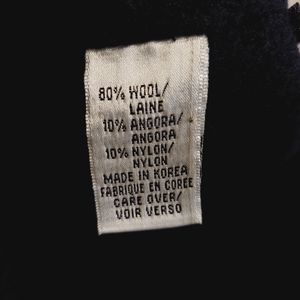 80% WOOL/
LAINE
10% ANGORA/
ANGORA
10% NYLON/
NYLON
MADE IN KOREA
FABRIQUE EN COREE
CARE OVER/
VOIR VERSO